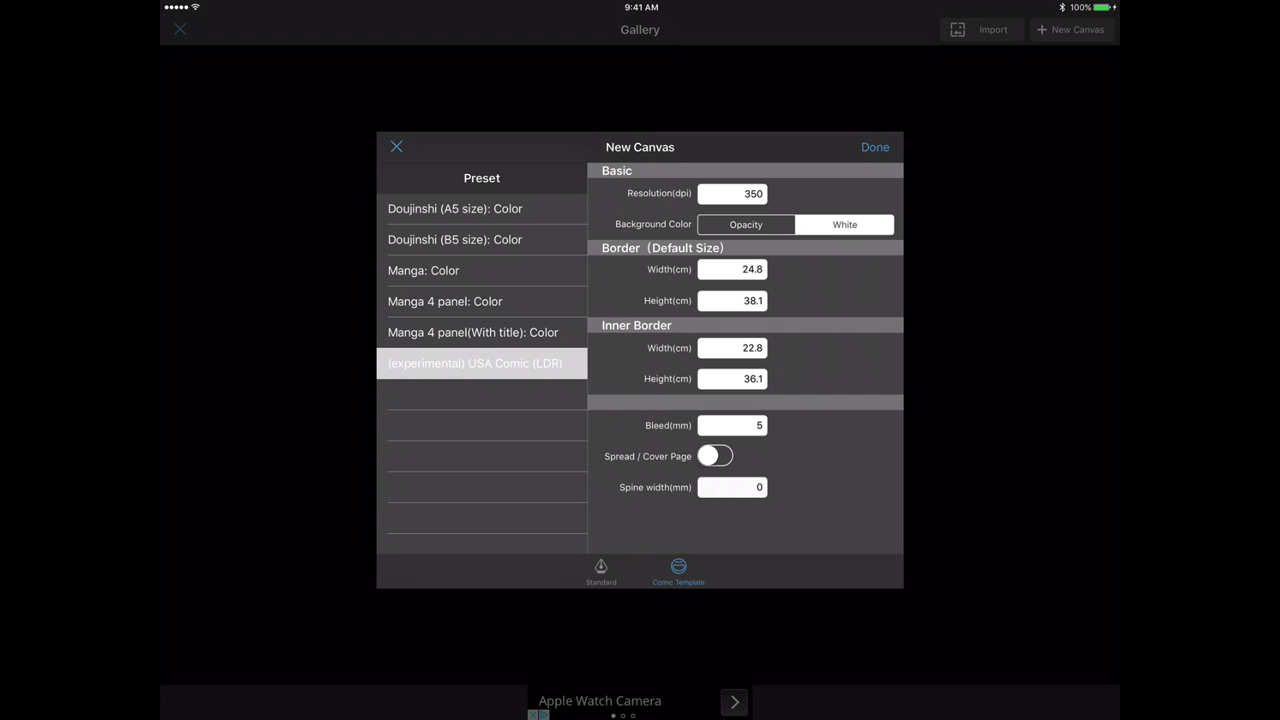 9:41 AM
100%
Gallery
Import
New Canvas
New Canvas
Done
Preset
Doujinshi (A5 size): Color
Doujinshi (B5 size): Color
Manga: Color
Manga 4 panel: Color
Manga 4 panel(With title): Color
(experimental) USA Comic (LDR)
Basic
Resolution(dpi) 350
Background Color Opacity White
Border（Default Size）
Width(cm) 24.8
Height(cm) 38.1
Inner Border
Width(cm) 22.8
Height(cm) 36.1
Bleed(mm) 5
Spread / Cover Page
Spine width(mm) 0
Standard
Comic Template
Apple Watch Camera